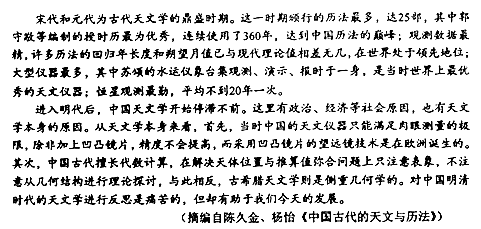 宋代和元代为古代天文学的鼎盛时期。这一时期颁行的历法最多，达25部，其中郭
守敬等编制的授时历最为优秀，连续使用了360年，达到中国历法的巅峰；观测数据最
精，许多历法的回归年长度和朔望月值已与现代理论值相差无几，在世界处于领先地位；
大型仪器最多，其中苏颂的水运仪象台集观测、演示、报时于一身，是当时世界上最优
秀的天文仪器；恒星观测最勤，平均不到20年一次。
进入明代后，中国天文学开始停滞不前。这里有政治、经济等社会原因，也有天文
学本身的原因。从天文学本身来看，首先，当时中国的天文仪器只能满足肉眼测量的极
限，除非加上凹凸镜片，精度不会提高，而采用凹凸镜片的望远镜技术是在欧洲诞生的。
其次，中国古代擅长代数计算，在解决天体位置与推算值弥合问题上只注意表象，不注
意从几何结构进行理论探讨，与此相反，古希腊天文学则是侧重几何学的。对中国明清
时代的天文学进行反思是痛苦的，但却有助于我们今天的发展。
（摘编自陈久金、杨怡《中国古代的天文与历法》）